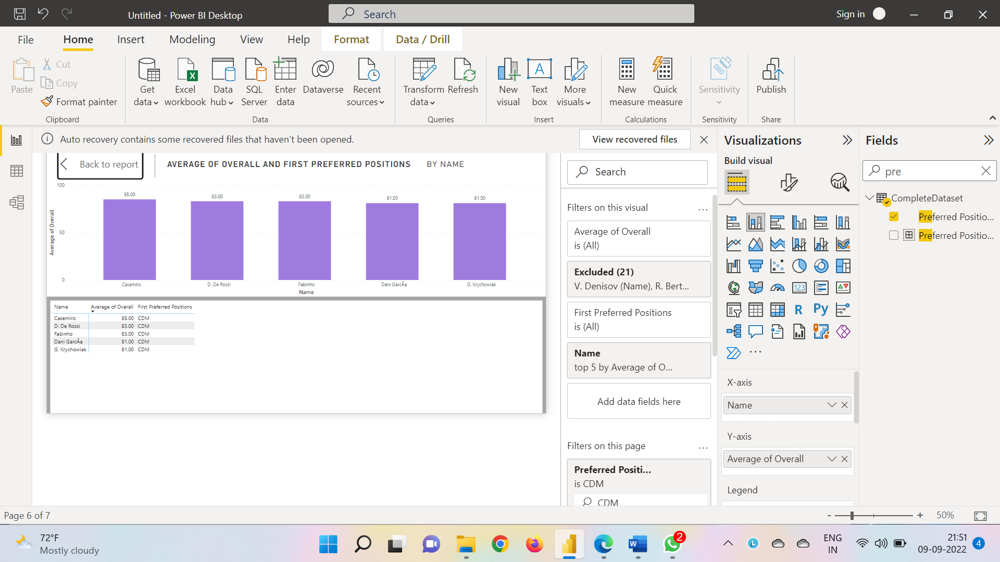 Untitled - Power BI Desktop
Search
Sign in
File
Home
Insert
Modeling
View
Help
Format
Data / Drill
Paste
Cut
Copy
Format painter
Clipboard
Get data
Excel workbook
Data hub
SQL Server
Enter data
Dataverse
Recent sources
Data
Transform data
Refresh
Queries
New visual
A
Text box
More visuals
Insert
New measure
Quick measure
Calculations
Sensitivity
Sensitivity
Publish
Share
Auto recovery contains some recovered files that haven't been opened.
View recovered files
Back to report
AVERAGE OF OVERALL AND FIRST PREFERRED POSITIONS BY NAME
Average of Overall
100
50
0
85.00
83.00
83.00
81.00
81.00
Casemiro
D. De Rossi
Fabinho
Dani GarcÃ­a
G. Krychowiak
Name
Name Average of Overall First Preferred Positions
Casemiro 85.00 CDM
D. De Rossi 83.00 CDM
Fabinho 83.00 CDM
Dani GarcÃ­a 81.00 CDM
G. Krychowiak 81.00 CDM
Search
Filters on this visual ...
Average of Overall
is (All)
Excluded (21)
V. Denisov (Name), R. Bert...
First Preferred Positions
is (All)
Name
top 5 by Average of O...
Add data fields here
Filters on this page ...
Preferred Positi...
is CDM
CDM
Visualizations
Build visual
123
R
Py
...
X-axis
Name
Y-axis
Average of Overall
Legend
Fields
pre
CompleteDataset
Preferred Positio...
Preferred Positio...
Page 6 of 7
- + 50%
72°F
Mostly cloudy
W
2
L
ENG
IN
21:51
09-09-2022
4